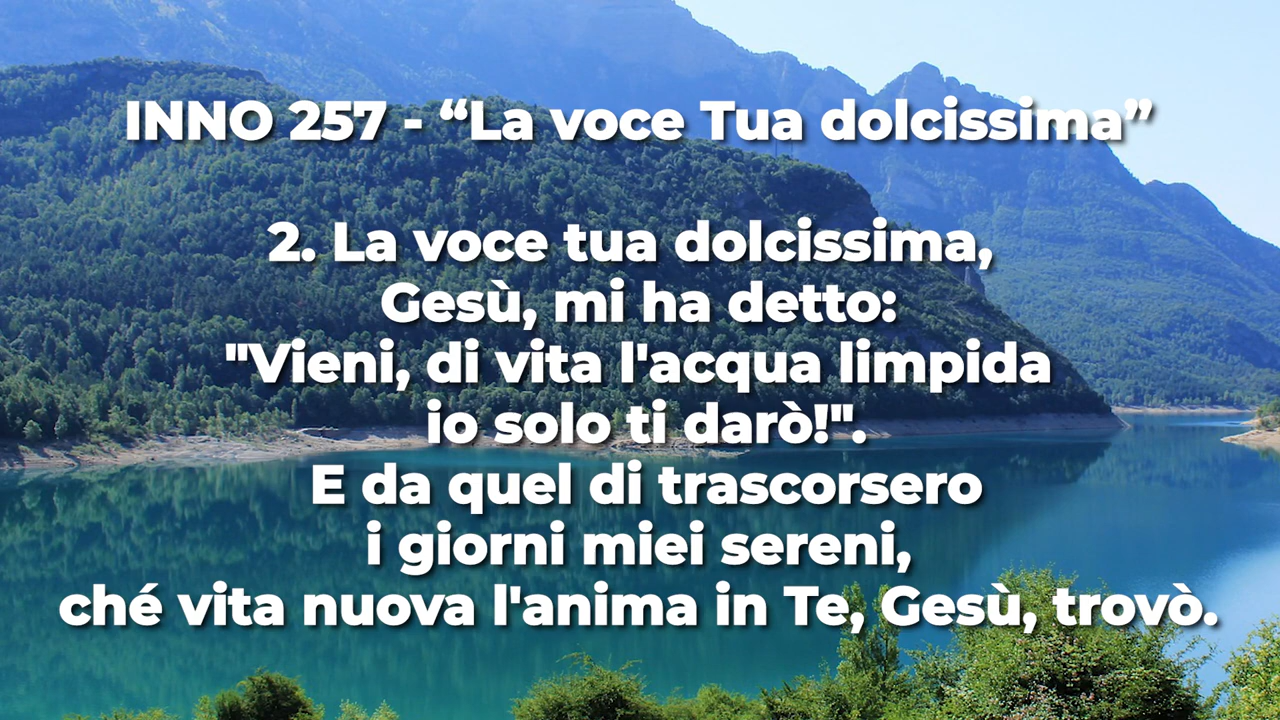 INNO 257 - “La voce Tua dolcissima”
2. La voce tua dolcissima,
Gesù, mi ha detto:
"Vieni, di vita l'acqua limpida
io solo ti darò!".
E da quel di trascorsero
i giorni miei sereni,
ché vita nuova l'anima in Te, Gesù, trovò.